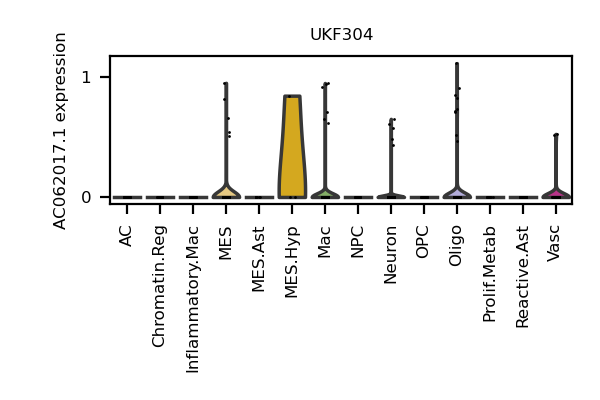 UKF304
AC062017.1 expression
1
0
AC
Chromatin.Reg
Inflammatory.Mac
MES
MES.Ast
MES.Hyp
Mac
NPC
Neuron
OPC
Oligo
Prolif.Metab
Reactive.Ast
Vasc